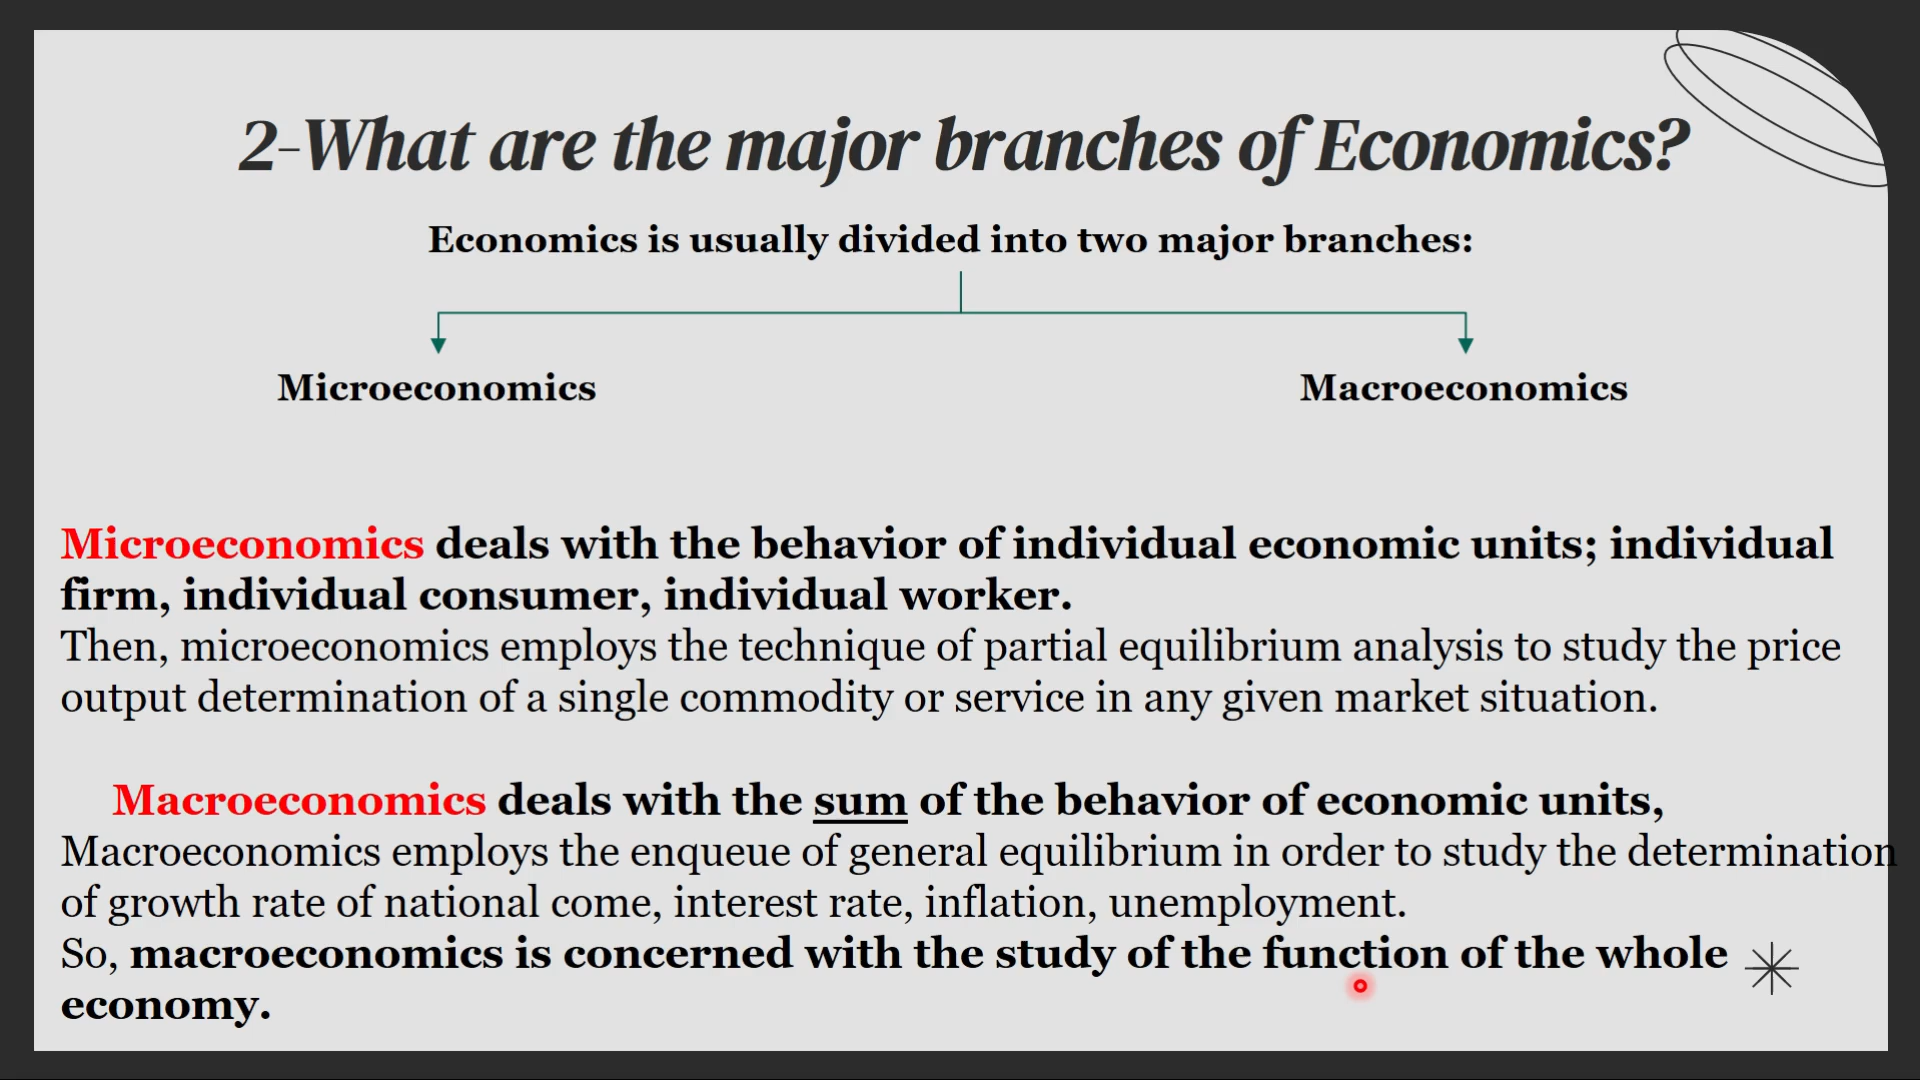 2-What are the major branches of Economics?
Economics is usually divided into two major branches:
Microeconomics
Macroeconomics
Microeconomics deals with the behavior of individual economic units; individual
firm, individual consumer, individual worker.
Then, microeconomics employs the technique of partial equilibrium analysis to study the price
output determination of a single commodity or service in any given market situation.
Macroeconomics deals with the sum of the behavior of economic units,
Macroeconomics employs the enqueue of general equilibrium in order to study the determination
of growth rate of national come, interest rate, inflation, unemployment.
So, macroeconomics is concerned with the study of the function of the whole
economy.